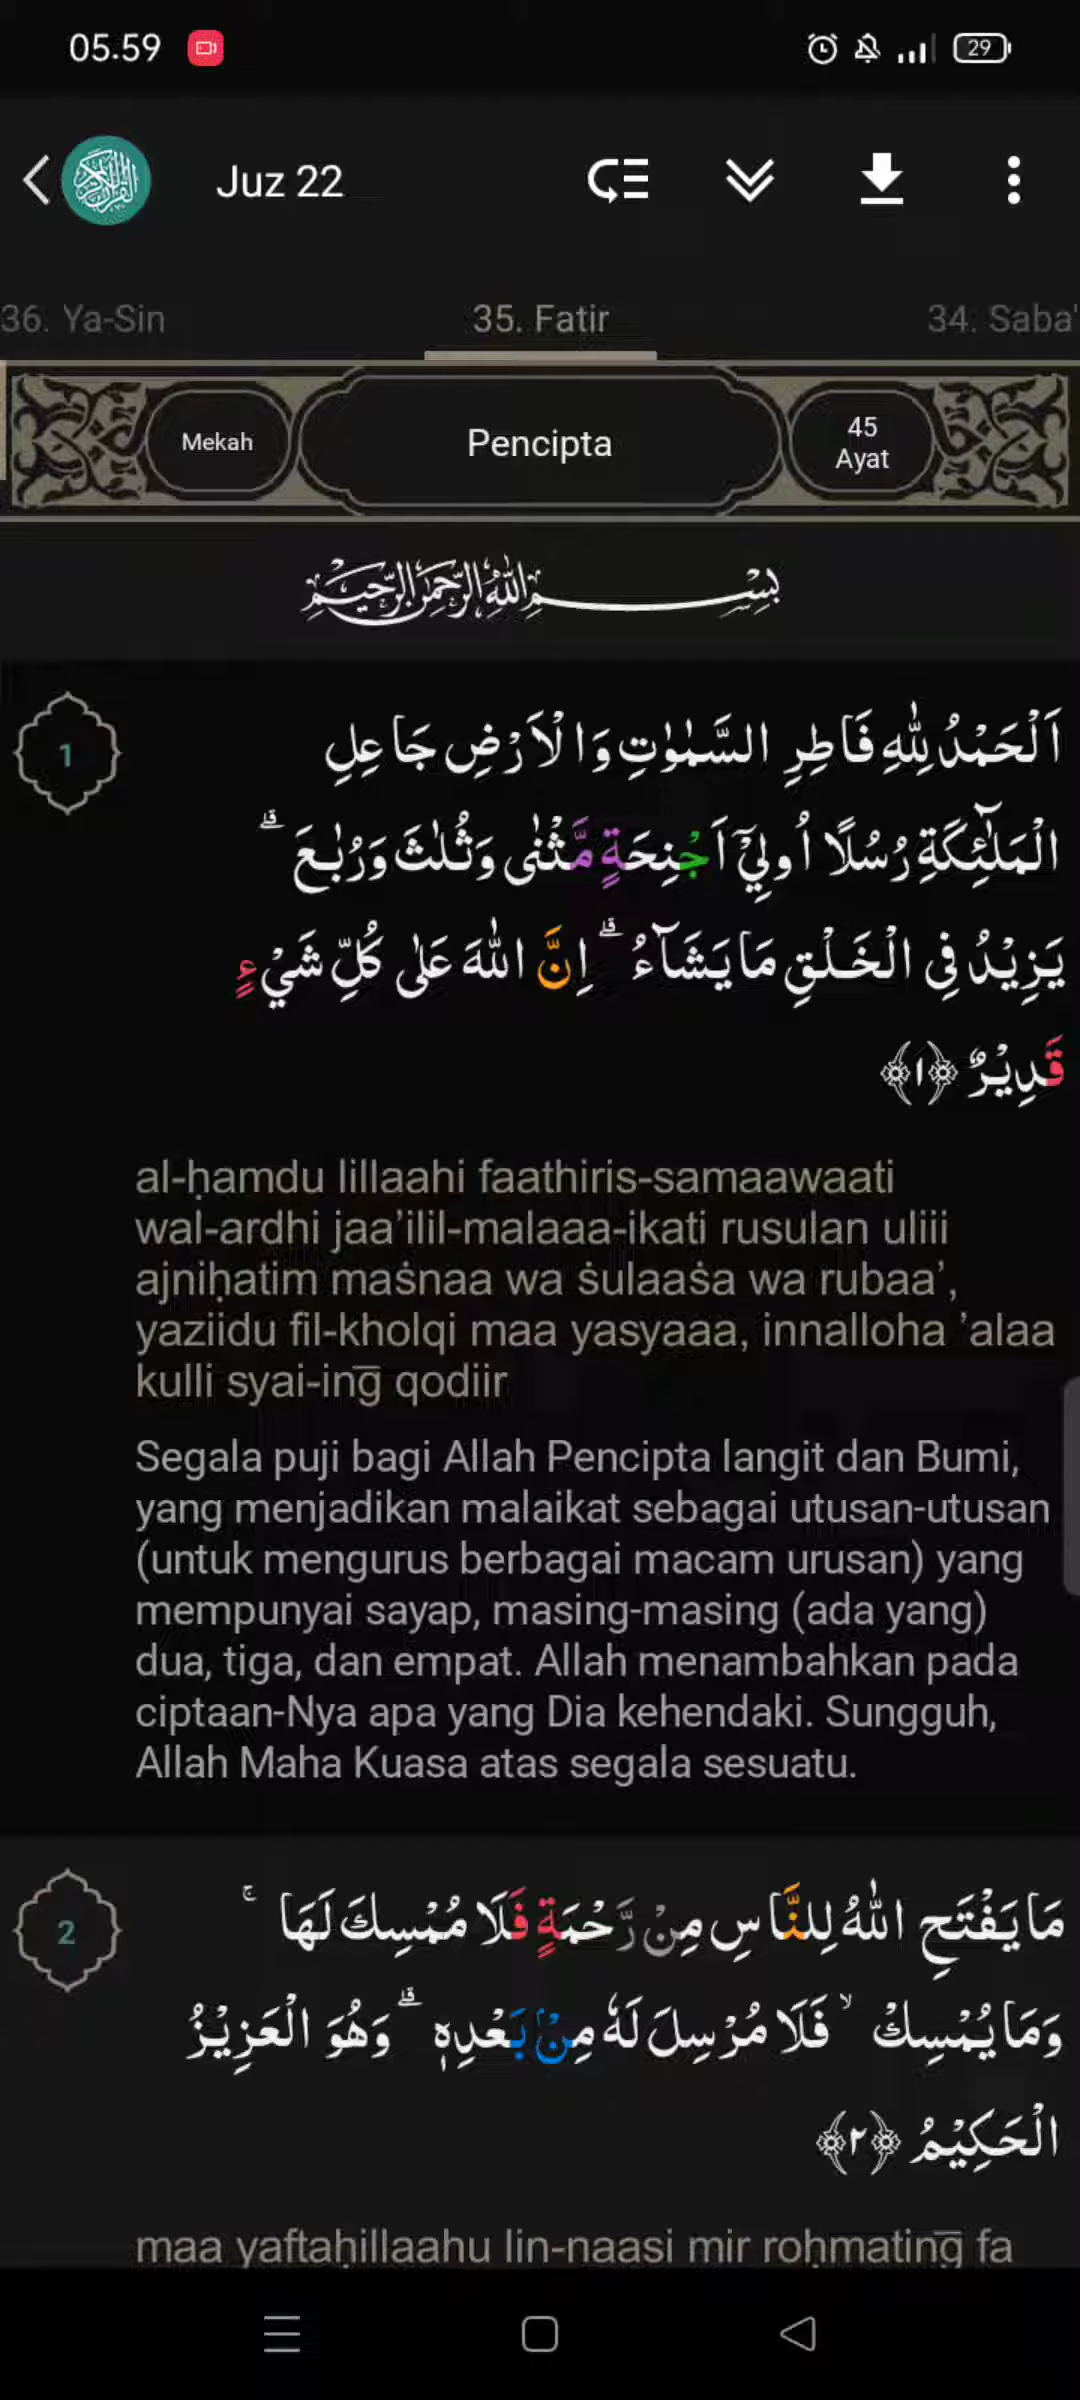 05.59
29
Juz 22
36. Ya-Sin
35. Fatir
34. Saba'
Mekah
Pencipta
45
Ayat
بِسْمِ اللّٰهِ الرَّحْمٰنِ الرَّحِيْمِ
1
اَلْحَمْدُ لِلّٰهِ فَاطِرِ السَّمٰوٰتِ وَالْاَرْضِ جَاعِلِ
الْمَلٰۤىِٕكَةِ رُسُلًا اُولِيْٓ اَجْنِحَةٍ مَّثْنٰى وَثُلٰثَ وَرُبٰعَۗ
يَزِيْدُ فِى الْخَلْقِ مَا يَشَاۤءُۗ اِنَّ اللّٰهَ عَلٰى كُلِّ شَيْءٍ
قَدِيْرٌ ﴿١﴾
al-ḥamdu lillaahi faathiris-samaawaati
wal-ardhi jaa’ilil-malaaa-ikati rusulan uliii
ajniḥatim maṡnaa wa ṡulaaṡa wa rubaa’,
yaziidu fil-kholqi maa yasyaaa, innalloha ’alaa
kulli syai-ing̅ qodiir
Segala puji bagi Allah Pencipta langit dan Bumi,
yang menjadikan malaikat sebagai utusan-utusan
(untuk mengurus berbagai macam urusan) yang
mempunyai sayap, masing-masing (ada yang)
dua, tiga, dan empat. Allah menambahkan pada
ciptaan-Nya apa yang Dia kehendaki. Sungguh,
Allah Maha Kuasa atas segala sesuatu.
2
مَا يَفْتَحِ اللّٰهُ لِلنَّاسِ مِنْ رَّحْمَةٍ فَلَا مُمْسِكَ لَهَاۚ
وَمَا يُمْسِكْۙ فَلَا مُرْسِلَ لَهٗ مِنْۢ بَعْدِهٖۗ وَهُوَ الْعَزِيْزُ
الْحَكِيْمُ ﴿٢﴾
maa yaftaḥillaahu lin-naasi mir roḥmating̅ fa